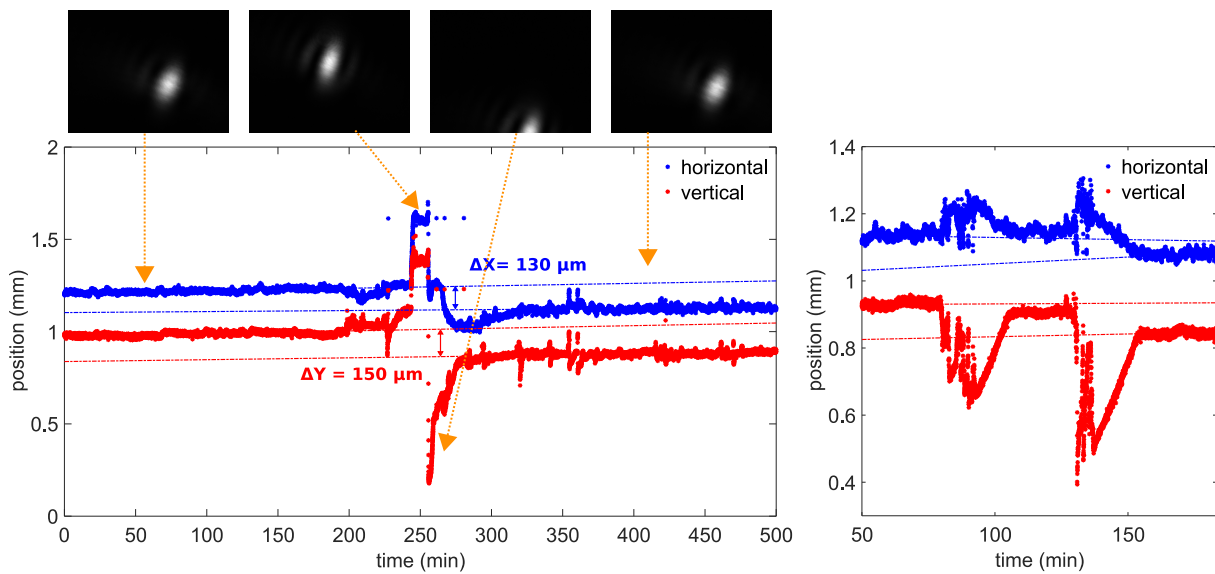 2
1.5
1
0.5
0
position (mm)
0 50 100 150 200 250 300 350 400 450 500
time (min)
horizontal
vertical
ΔX= 130 μm
ΔY = 150 μm
1.4
1.2
1
0.8
0.6
0.4
position (mm)
50 100 150
time (min)
horizontal
vertical